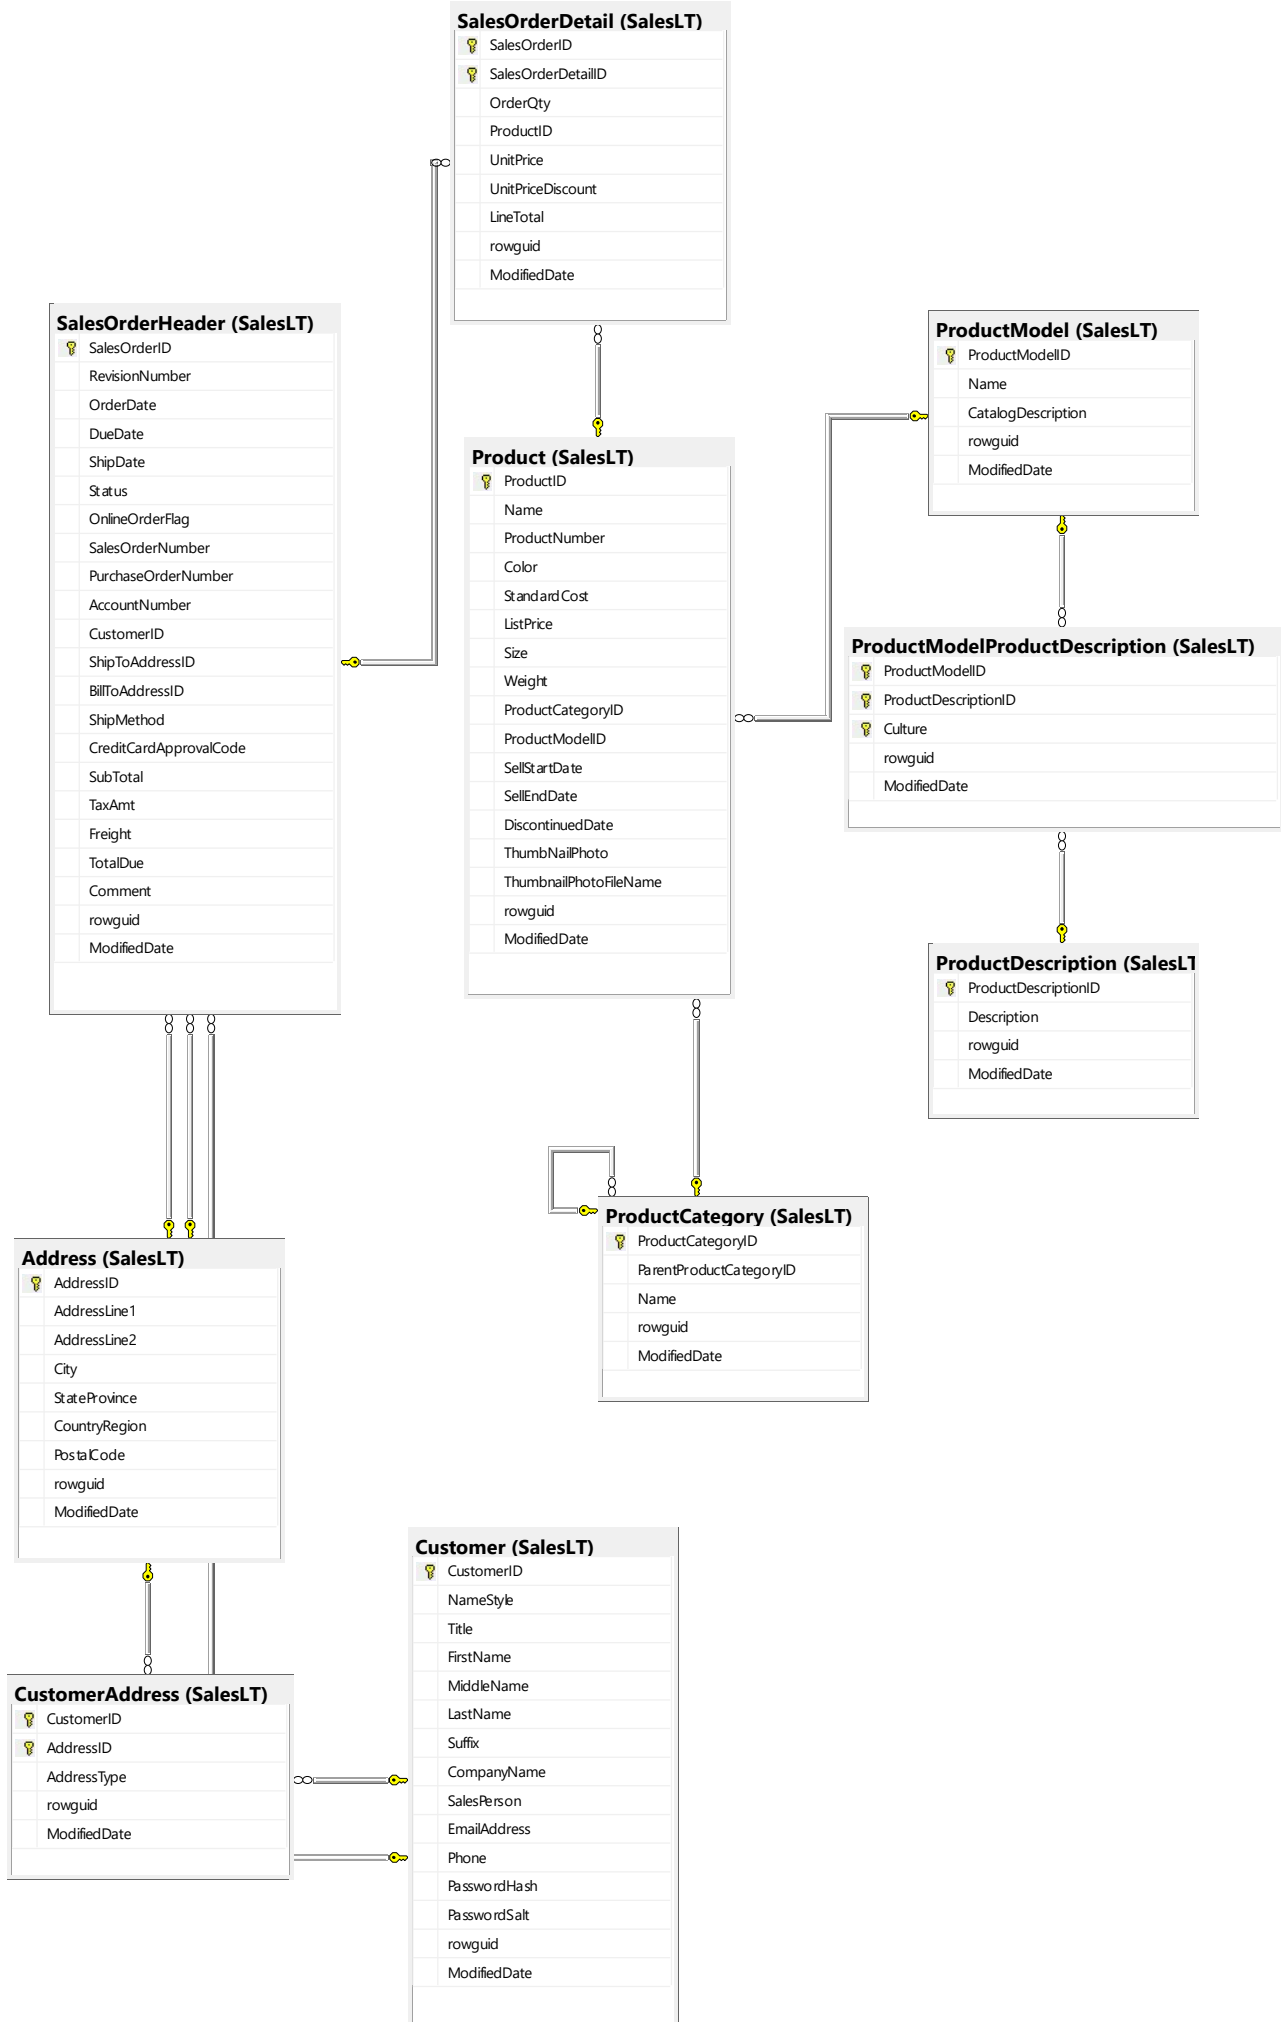 SalesOrderDetail (SalesLT)
SalesOrderID
SalesOrderDetailID
OrderQty
ProductID
UnitPrice
UnitPriceDiscount
LineTotal
rowguid
ModifiedDate
SalesOrderHeader (SalesLT)
SalesOrderID
RevisionNumber
OrderDate
DueDate
ShipDate
Status
OnlineOrderFlag
SalesOrderNumber
PurchaseOrderNumber
AccountNumber
CustomerID
ShipToAddressID
BillToAddressID
ShipMethod
CreditCardApprovalCode
SubTotal
TaxAmt
Freight
TotalDue
Comment
rowguid
ModifiedDate
Product (SalesLT)
ProductID
Name
ProductNumber
Color
StandardCost
ListPrice
Size
Weight
ProductCategoryID
ProductModelID
SellStartDate
SellEndDate
DiscontinuedDate
ThumbNailPhoto
ThumbnailPhotoFileName
rowguid
ModifiedDate
ProductModel (SalesLT)
ProductModelID
Name
CatalogDescription
rowguid
ModifiedDate
ProductModelProductDescription (SalesLT)
ProductModelID
ProductDescriptionID
Culture
rowguid
ModifiedDate
ProductDescription (SalesLT
ProductDescriptionID
Description
rowguid
ModifiedDate
ProductCategory (SalesLT)
ProductCategoryID
ParentProductCategoryID
Name
rowguid
ModifiedDate
Address (SalesLT)
AddressID
AddressLine1
AddressLine2
City
StateProvince
CountryRegion
PostalCode
rowguid
ModifiedDate
CustomerAddress (SalesLT)
CustomerID
AddressID
AddressType
rowguid
ModifiedDate
Customer (SalesLT)
CustomerID
NameStyle
Title
FirstName
MiddleName
LastName
Suffix
CompanyName
SalesPerson
EmailAddress
Phone
PasswordHash
PasswordSalt
rowguid
ModifiedDate